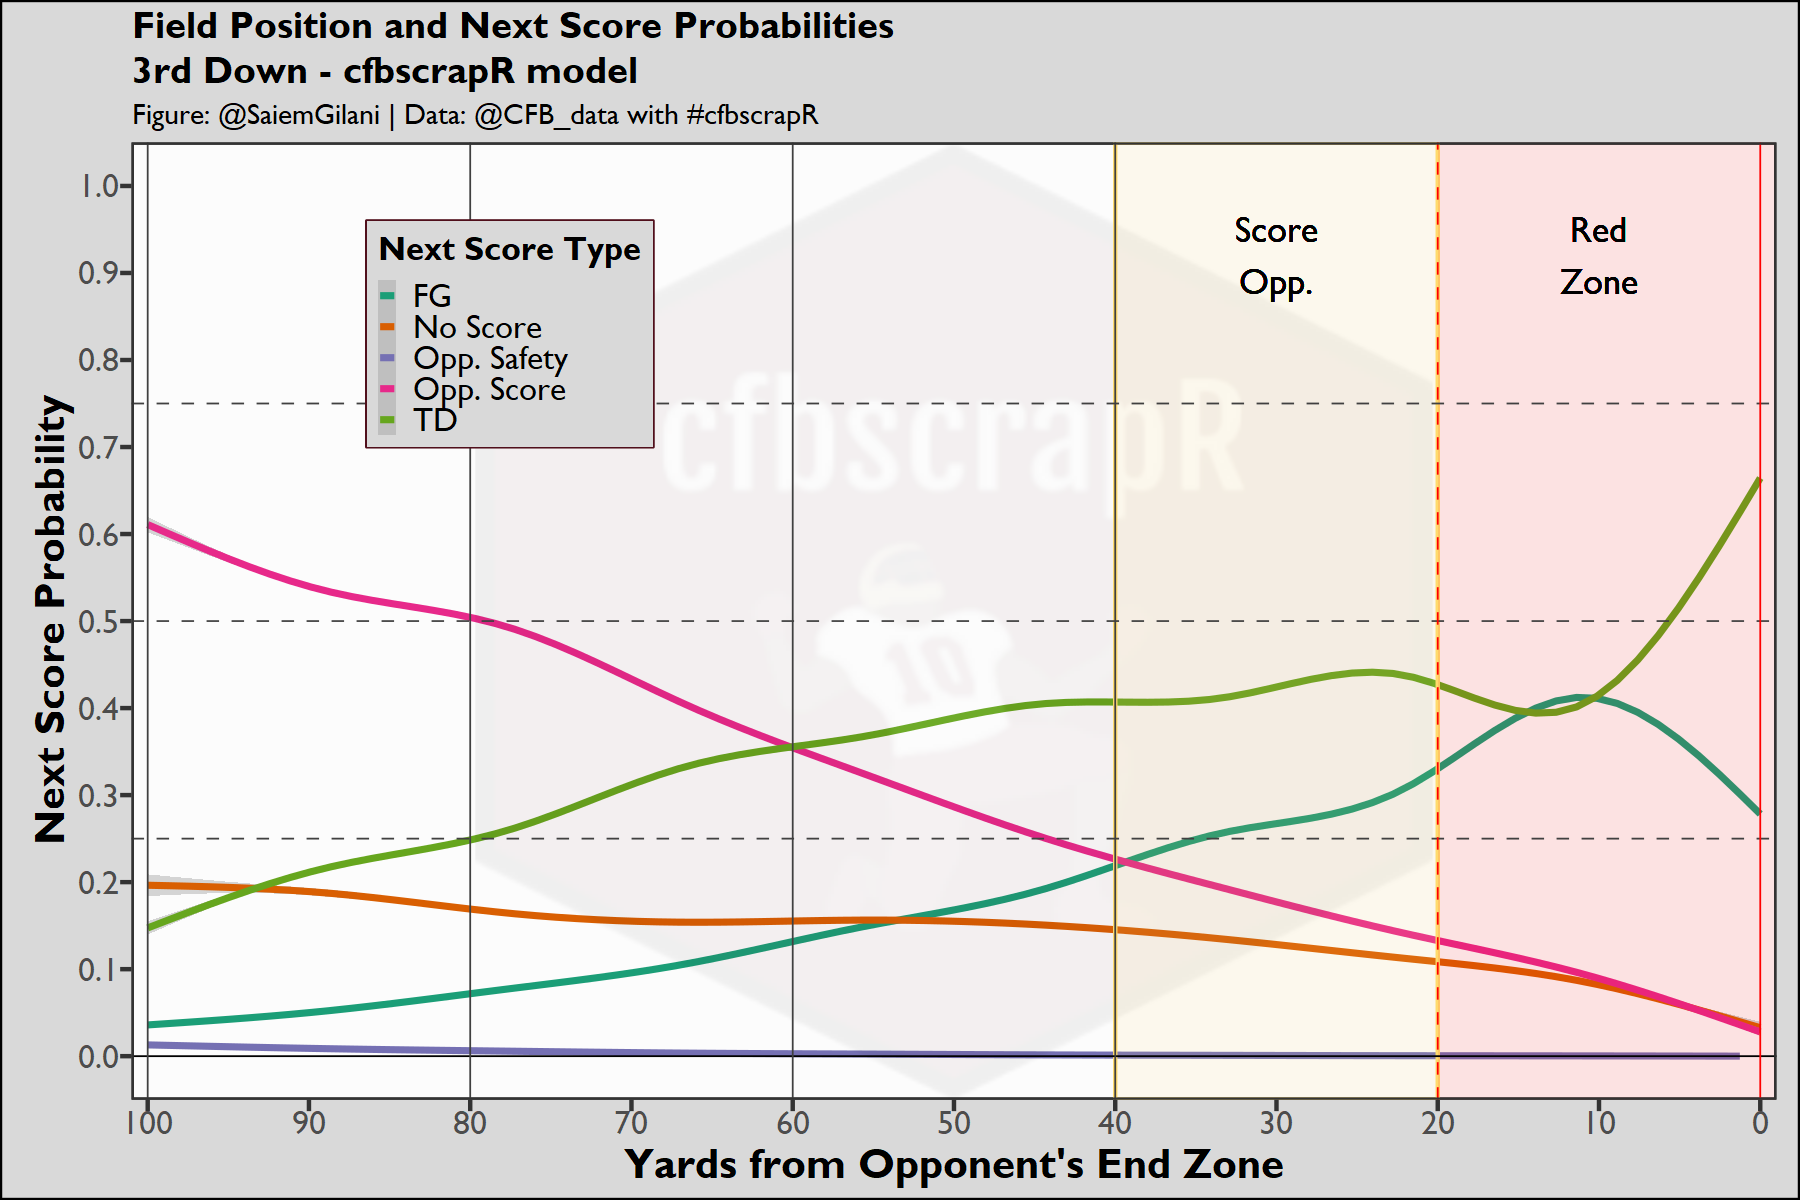 Field Position and Next Score Probabilities
3rd Down - cfbscrapR model
Figure: @SaiemGilani | Data: @CFB_data with #cfbscrapR
Next Score Probability
1.0
0.9
0.8
0.7
0.6
0.5
0.4
0.3
0.2
0.1
0.0
Next Score Type
FG
No Score
Opp. Safety
Opp. Score
TD
cfbscrapR
10
Score
Opp.
Red
Zone
100 90 80 70 60 50 40 30 20 10 0
Yards from Opponent's End Zone